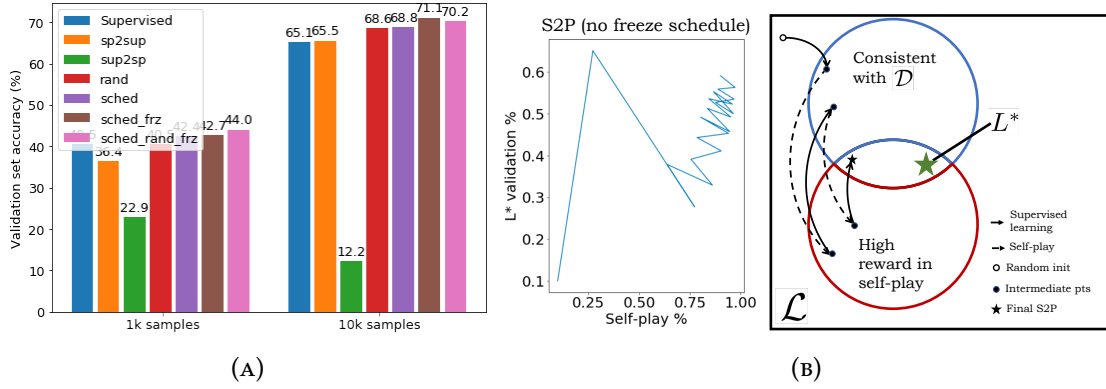 Validation set accuracy (%)
70
60
50
40
30
20
10
0
Supervised
sp2sup
sup2sp
rand
sched
sched_frz
sched_rand_frz
36.4
22.9
42.4
42.7
44.0
65.1
65.5
12.2
68.6
68.8
71.1
70.2
1k samples
10k samples
(A)
S2P (no freeze schedule)
L* validation %
0.6
0.5
0.4
0.3
0.2
0.1
0.25
0.50
0.75
1.00
Self-play %
Consistent
with 𝒟
L*
High
reward in
self-play
Supervised
learning
Self-play
Random init
Intermediate pts
Final S2P
ℒ
(B)